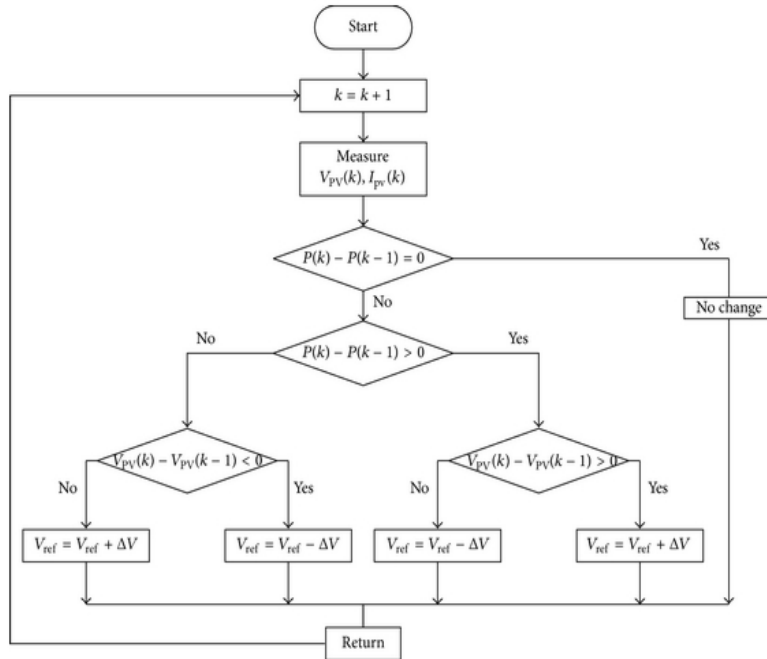 Start
k = k + 1
Measure
V_PV(k), I_pv(k)
P(k) − P(k − 1) = 0
Yes
No change
No
P(k) − P(k − 1) > 0
No
Yes
V_PV(k) − V_PV(k − 1) < 0
V_PV(k) − V_PV(k − 1) > 0
No
Yes
No
Yes
V_ref = V_ref + ΔV
V_ref = V_ref − ΔV
V_ref = V_ref − ΔV
V_ref = V_ref + ΔV
Return